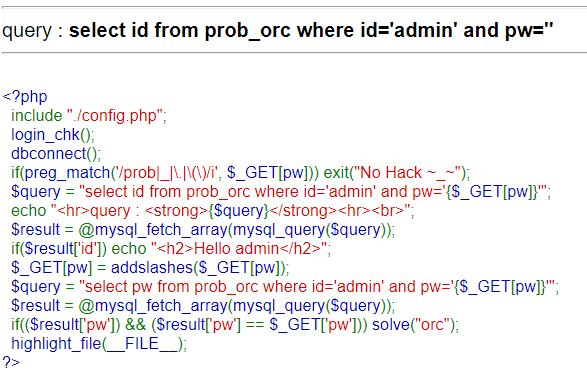 query : select id from prob_orc where id='admin' and pw=''
<?php
include "./config.php";
login_chk();
dbconnect();
if(preg_match('/prob|_|\.|\(\)/i', $_GET[pw])) exit("No Hack ~_~");
$query = "select id from prob_orc where id='admin' and pw='{$_GET[pw]}'";
echo "<hr>query : <strong>{$query}</strong><hr><br>";
$result = @mysql_fetch_array(mysql_query($query));
if($result['id']) echo "<h2>Hello admin</h2>";
$_GET[pw] = addslashes($_GET[pw]);
$query = "select pw from prob_orc where id='admin' and pw='{$_GET[pw]}'";
$result = @mysql_fetch_array(mysql_query($query));
if(($result['pw']) && ($result['pw'] == $_GET['pw'])) solve("orc");
highlight_file(__FILE__);
?>